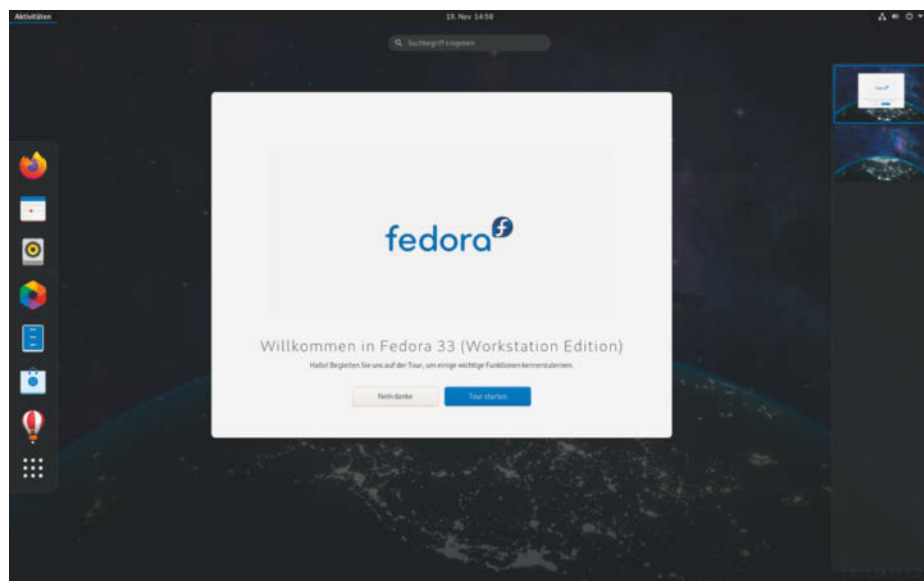 Aktivitäten
19. Nov 14:56
Suchbegriff eingeben
fedora
Willkommen in Fedora 33 (Workstation Edition)
Hallo! Begleiten Sie uns auf der Tour, um einige wichtige Funktionen kennenzulernen.
Nein danke
Tour starten